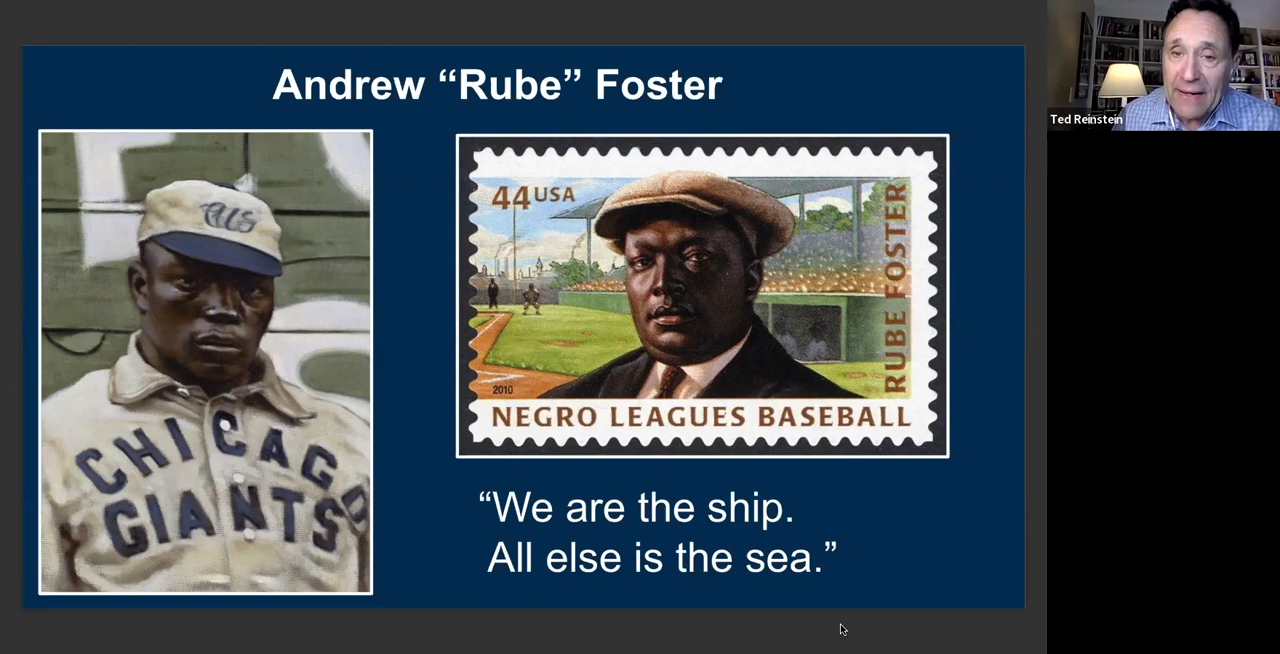 Andrew “Rube” Foster
CHICAGO
GIANTS
44 USA
RUBE FOSTER
2010
NEGRO LEAGUES BASEBALL
“We are the ship.
All else is the sea.”
Ted Reinstein